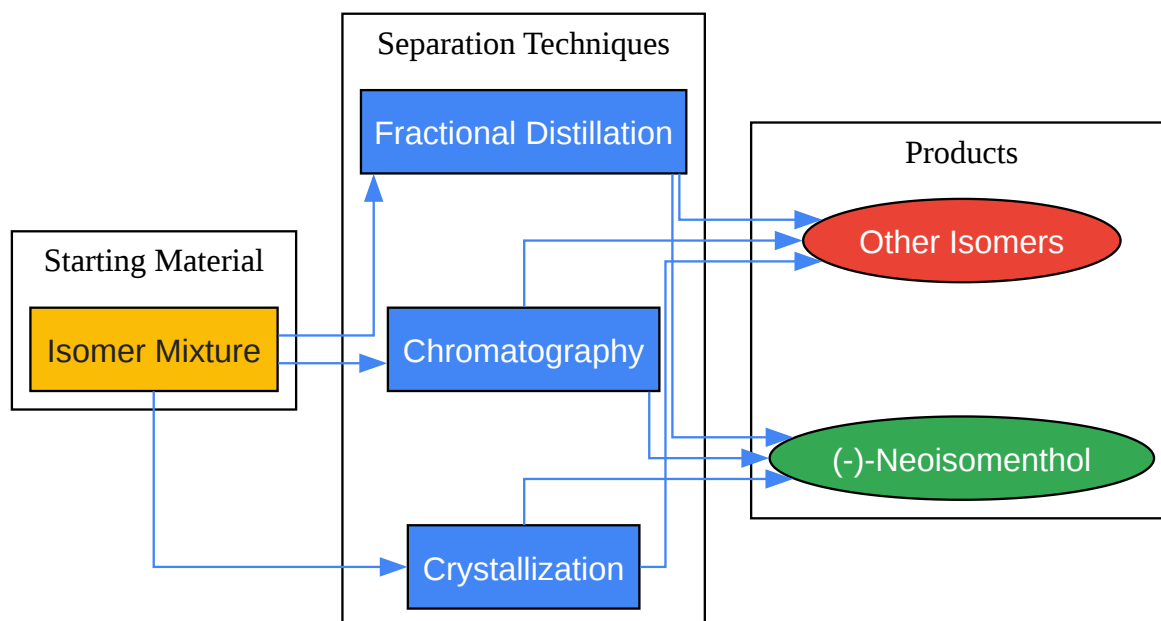 Starting Material
Isomer Mixture
Separation Techniques
Fractional Distillation
Chromatography
Crystallization
Products
Other Isomers
(-)-Neoisomenthol